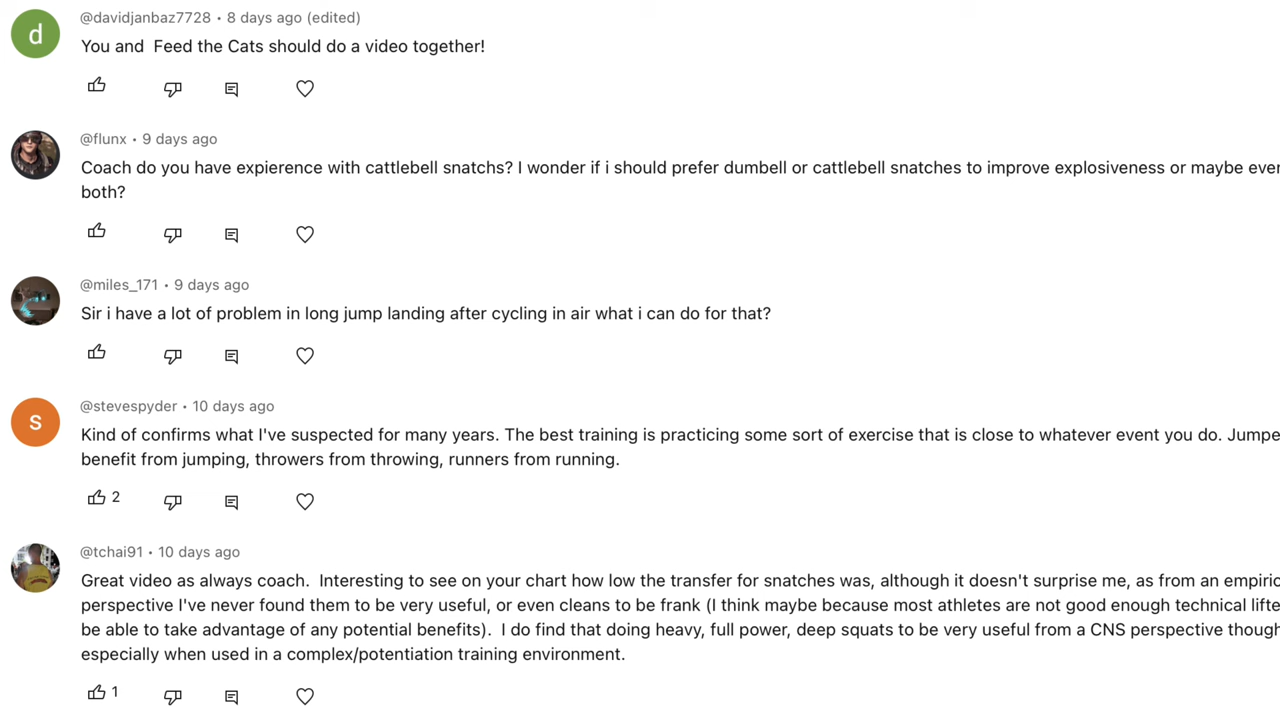 d
@davidjanbaz7728 • 8 days ago (edited)
You and  Feed the Cats should do a video together!
@flunx • 9 days ago
Coach do you have expierence with cattlebell snatchs? I wonder if i should prefer dumbell or cattlebell snatches to improve explosiveness or maybe ever
both?
@miles_171 • 9 days ago
Sir i have a lot of problem in long jump landing after cycling in air what i can do for that?
s
@stevespyder • 10 days ago
Kind of confirms what I've suspected for many years. The best training is practicing some sort of exercise that is close to whatever event you do. Jumpe
benefit from jumping, throwers from throwing, runners from running.
2
@tchai91 • 10 days ago
Great video as always coach.  Interesting to see on your chart how low the transfer for snatches was, although it doesn't surprise me, as from an empiric
perspective I've never found them to be very useful, or even cleans to be frank (I think maybe because most athletes are not good enough technical lifte
be able to take advantage of any potential benefits).  I do find that doing heavy, full power, deep squats to be very useful from a CNS perspective though
especially when used in a complex/potentiation training environment.
1